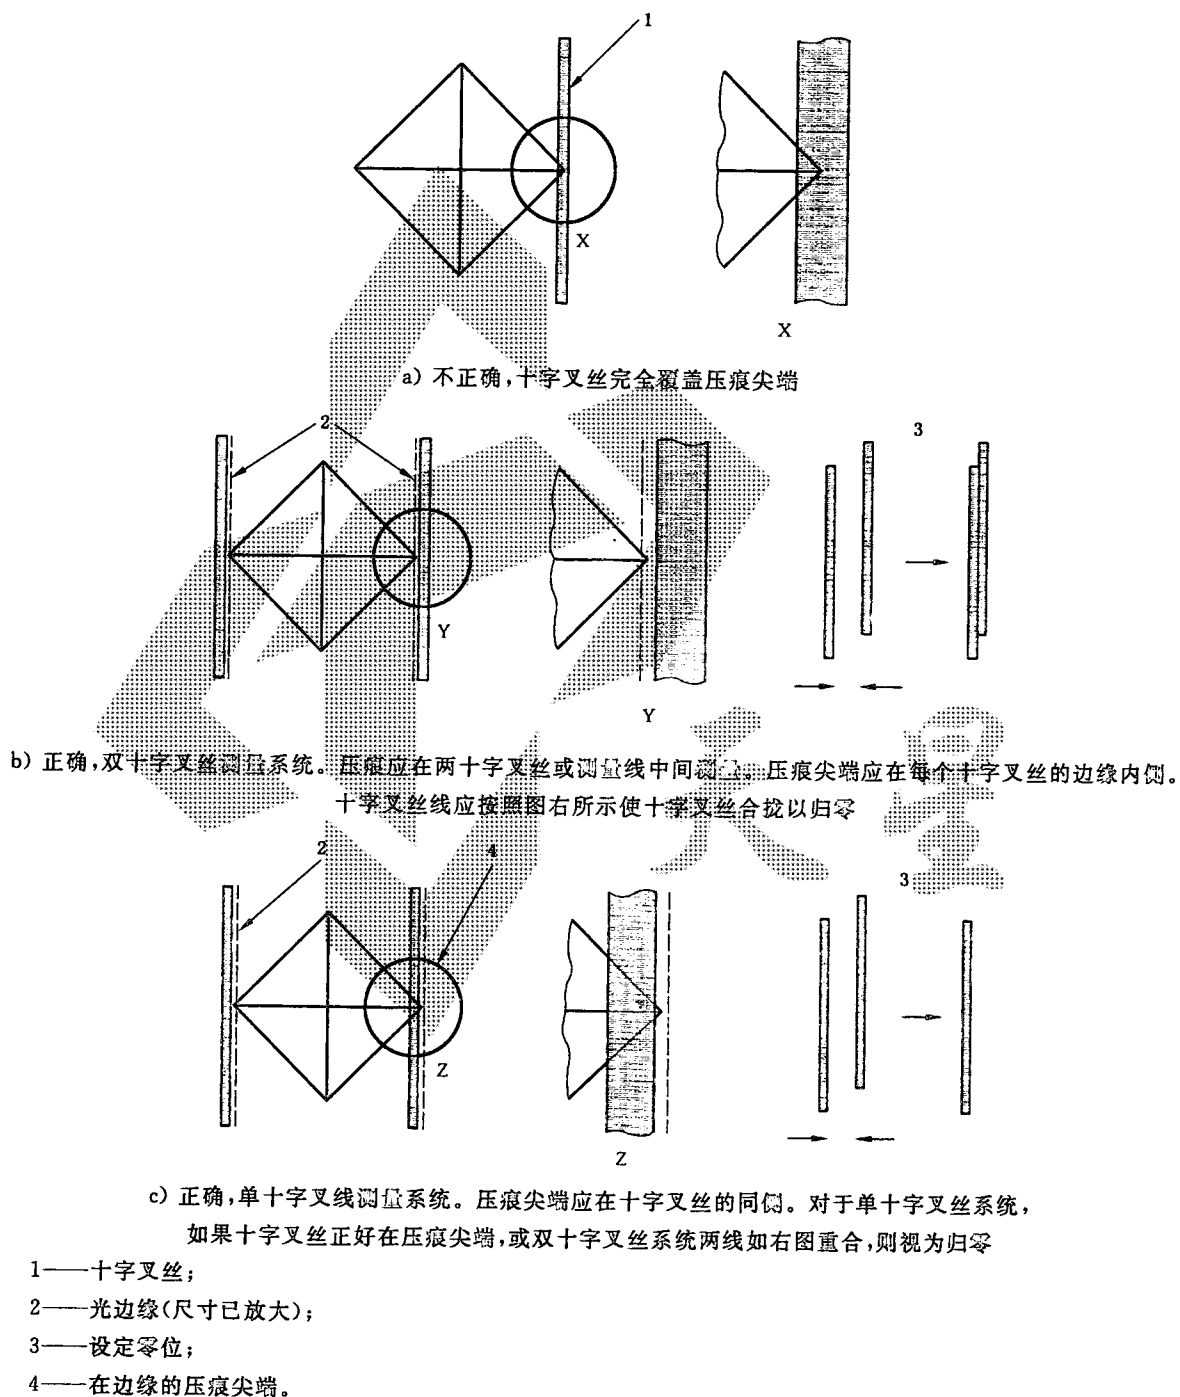 1
X
X
a) 不正确,十字叉丝完全覆盖压痕尖端
2
3
Y
Y
b) 正确,双十字叉丝测量系统。压痕应在两十字叉丝或测量线中间测量。压痕尖端应在每个十字叉丝的边缘内侧。
十字叉丝线应按照图右所示使十字叉丝合拢以归零
2
4
3
Z
Z
c) 正确,单十字叉线测量系统。压痕尖端应在十字叉丝的同侧。对于单十字叉丝系统,
如果十字叉丝正好在压痕尖端,或双十字叉丝系统两线如右图重合,则视为归零
1——十字叉丝;
2——光边缘(尺寸已放大);
3——设定零位;
4——在边缘的压痕尖端。
天星